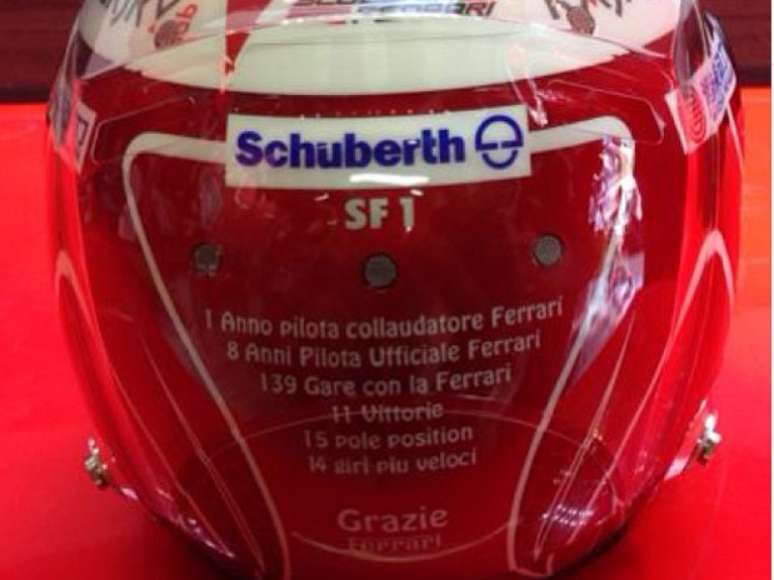 FERRARI
Schuberth
SF 1
1 Anno pilota collaudatore Ferrari
8 Anni Pilota Ufficiale Ferrari
139 Gare con la Ferrari
11 Vittorie
15 pole position
14 giri piu veloci
Grazie
Ferrari